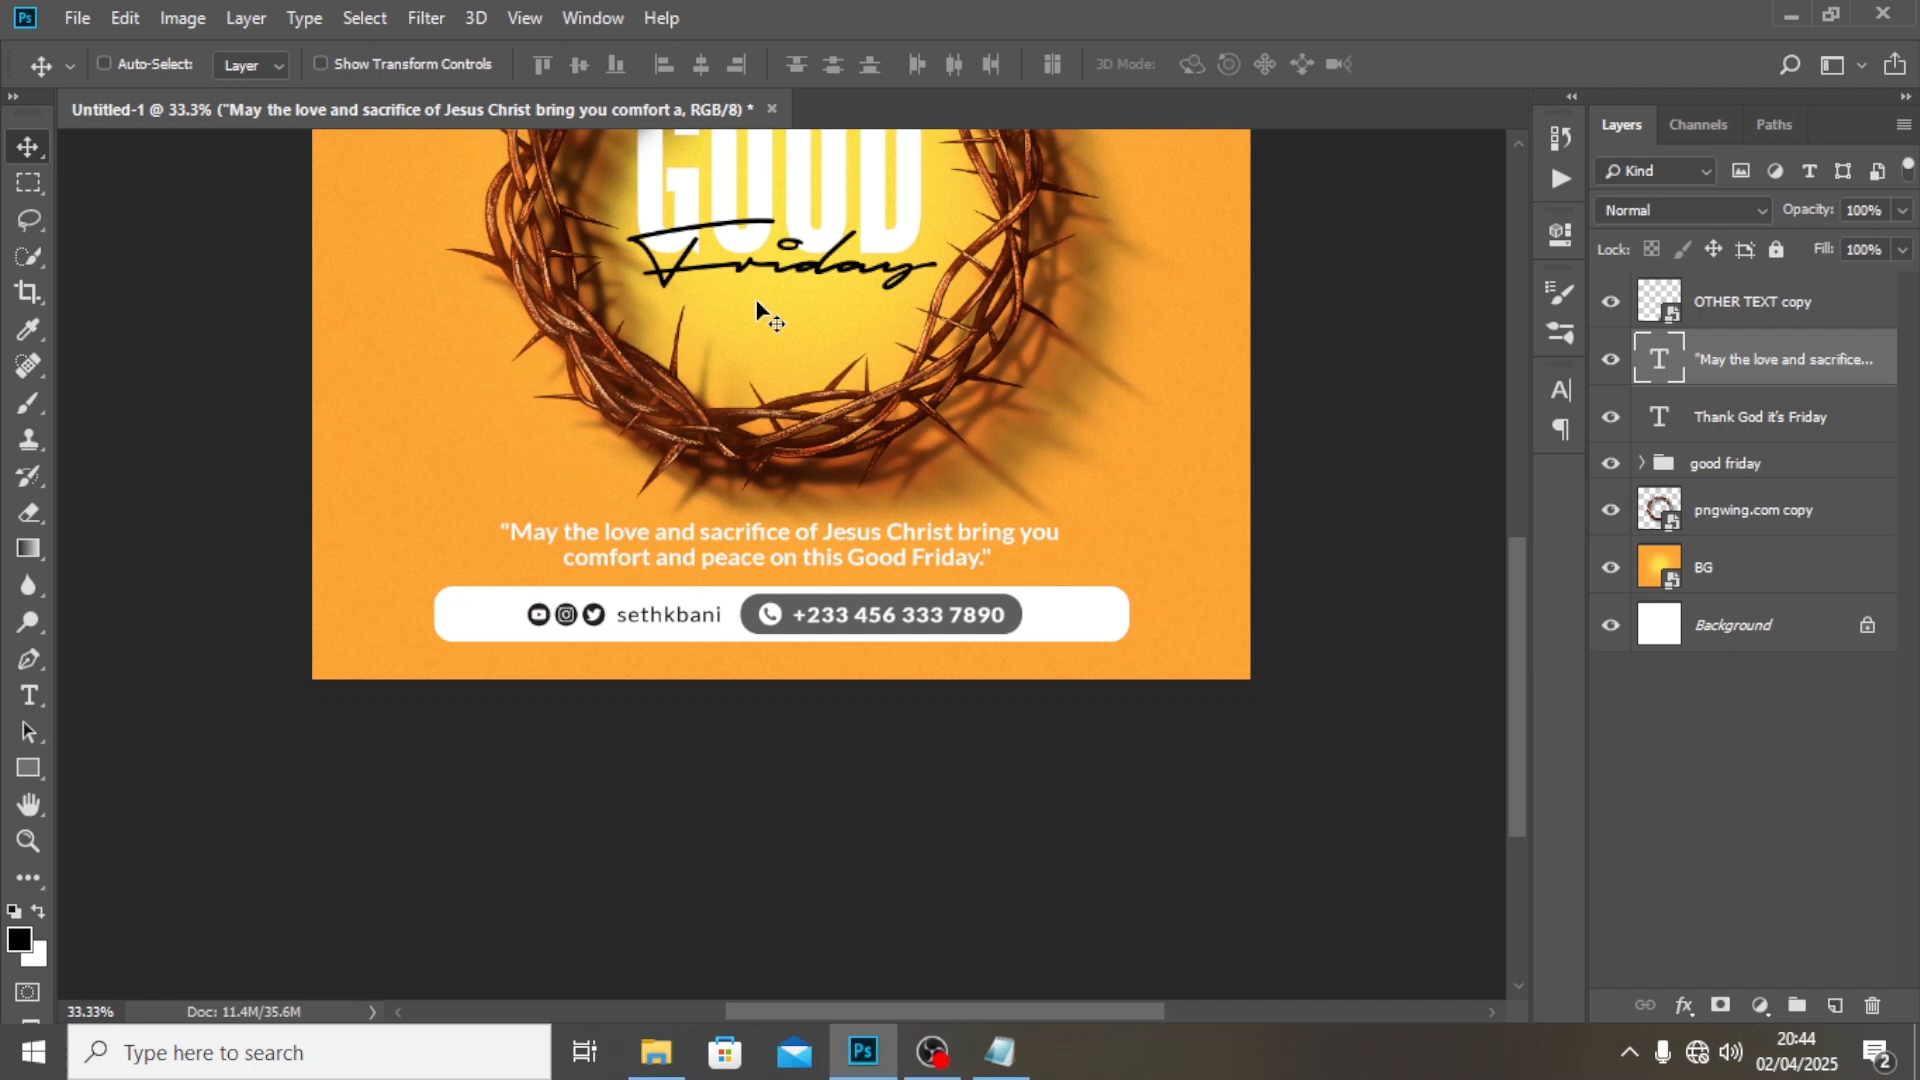 Ps File Edit Image Layer Type Select Filter 3D View Window Help
Auto-Select: Layer Show Transform Controls 3D Mode:
Untitled-1 @ 33.3% ("May the love and sacrifice of Jesus Christ bring you comfort a, RGB/8) *
Layers Channels Paths
Kind
Normal Opacity: 100%
Lock: Fill: 100%
OTHER TEXT copy
"May the love and sacrifice...
Thank God it's Friday
good friday
pngwing.com copy
BG
Background
GOOD
Friday
"May the love and sacrifice of Jesus Christ bring you
comfort and peace on this Good Friday."
sethkbani +233 456 333 7890
33.33% Doc: 11.4M/35.6M
Type here to search
Ps
20:44
02/04/2025
2